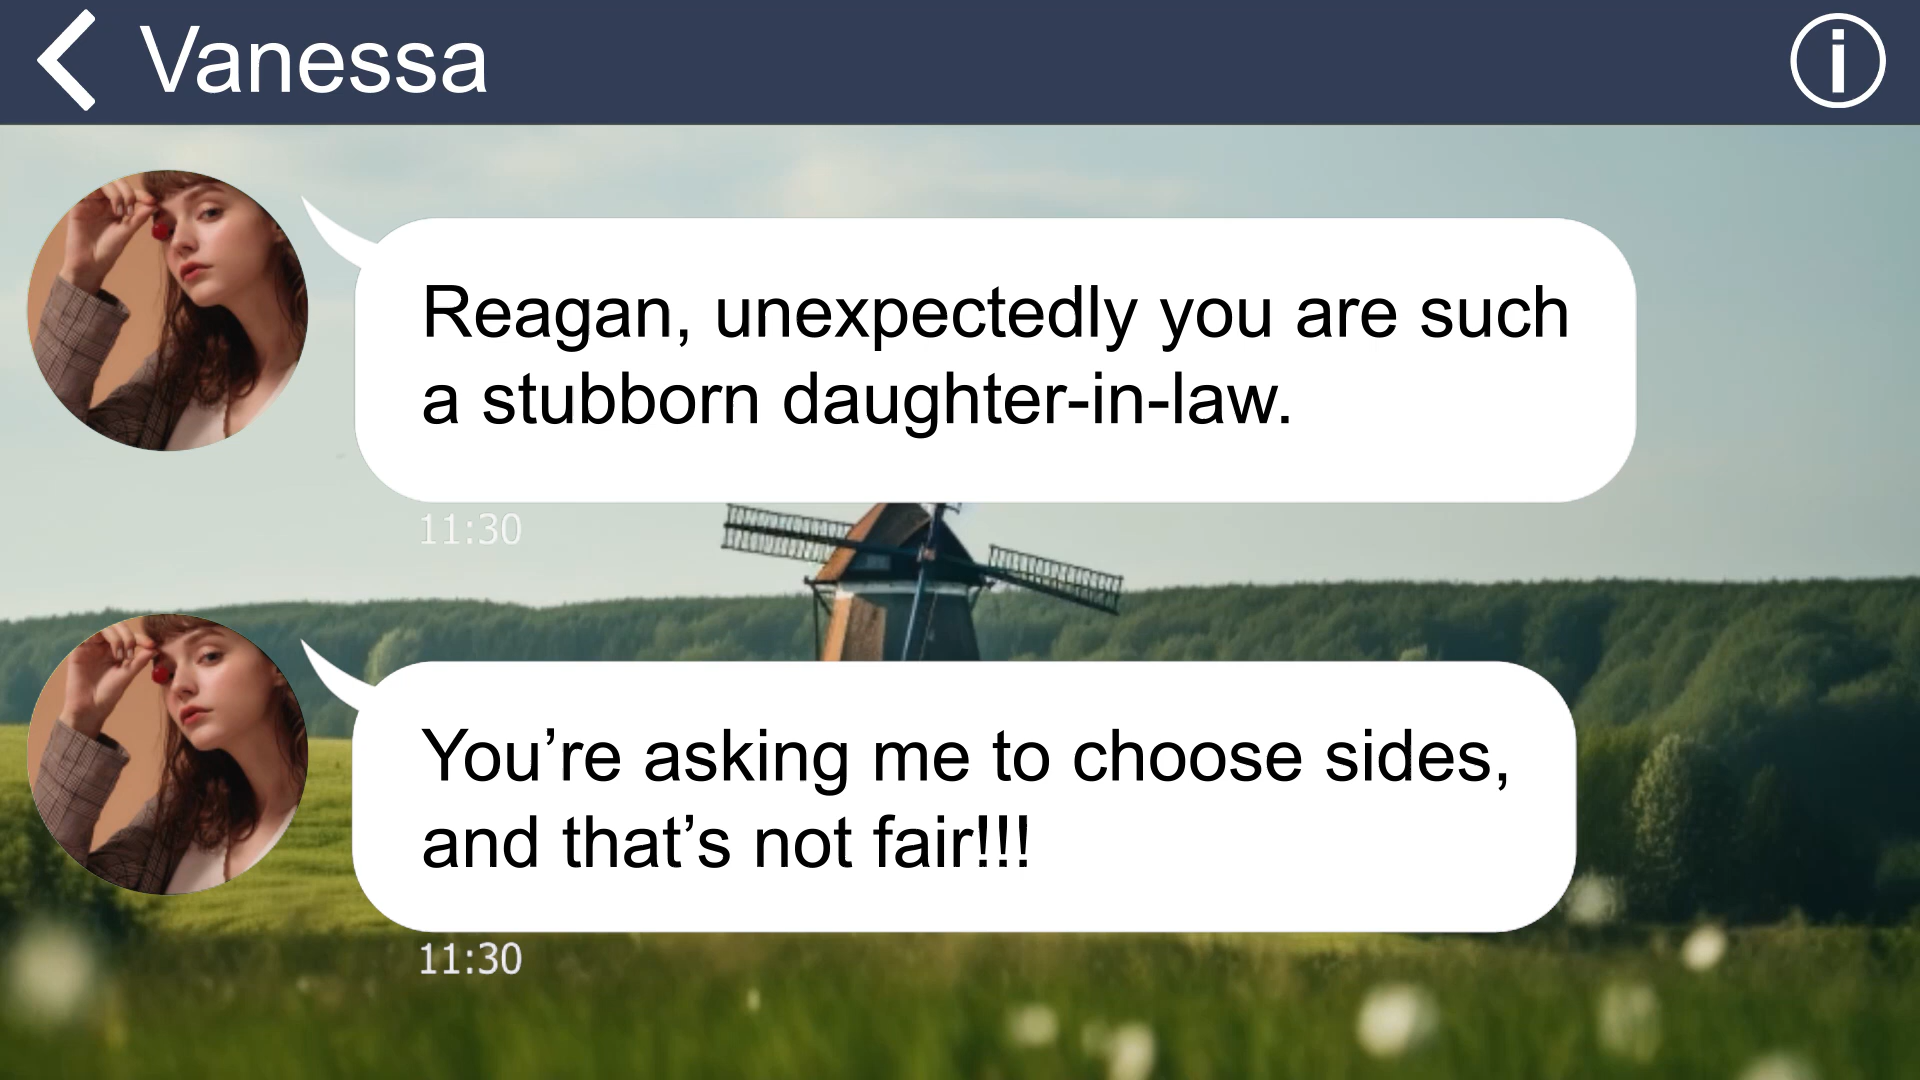 Vanessa
Reagan, unexpectedly you are such
a stubborn daughter-in-law.
11:30
You’re asking me to choose sides,
and that’s not fair!!!
11:30